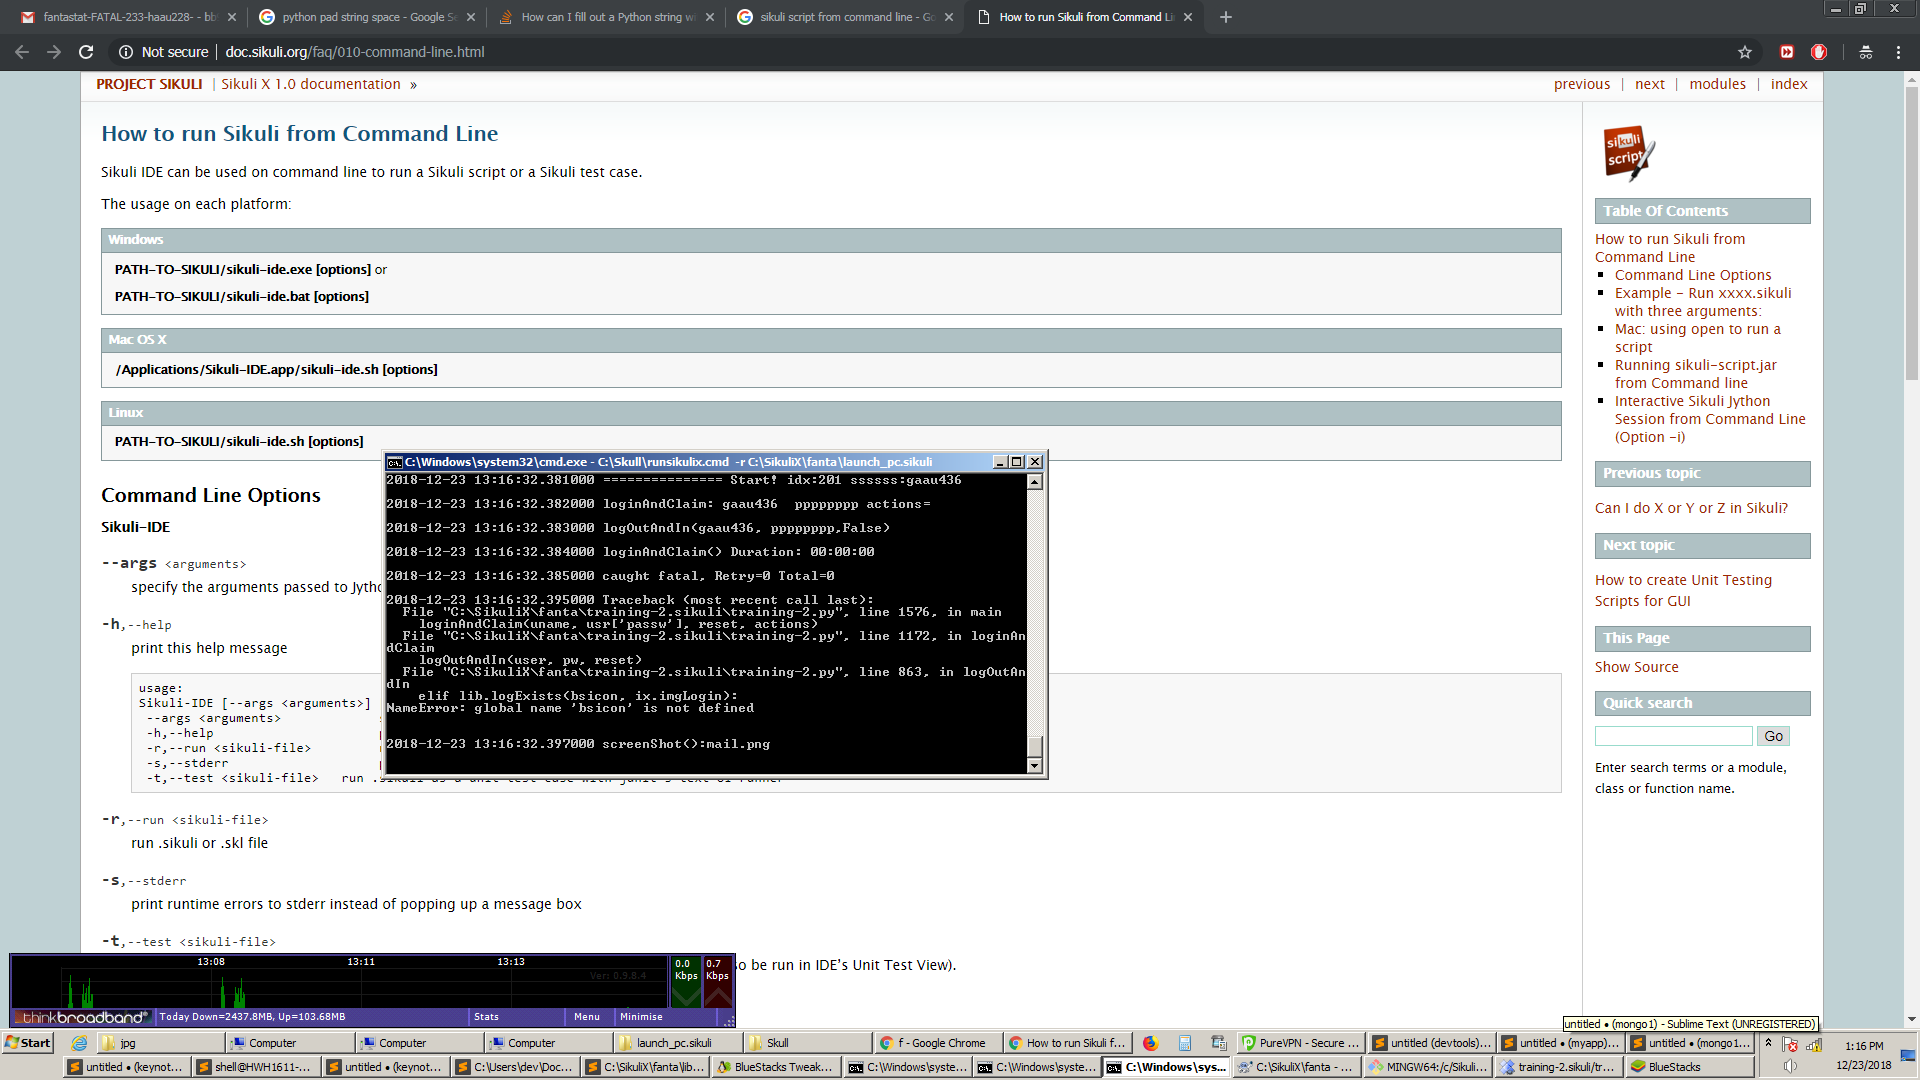 fantastat-FATAL-233-haau228- - bb
python pad string space - Google Se
How can I fill out a Python string wi
sikuli script from command line - Go
How to run Sikuli from Command Li
Not secure | doc.sikuli.org/faq/010-command-line.html
PROJECT SIKULI | Sikuli X 1.0 documentation »
previous | next | modules | index
How to run Sikuli from Command Line
Sikuli IDE can be used on command line to run a Sikuli script or a Sikuli test case.
The usage on each platform:
Windows
PATH-TO-SIKULI/sikuli-ide.exe [options] or
PATH-TO-SIKULI/sikuli-ide.bat [options]
Mac OS X
/Applications/Sikuli-IDE.app/sikuli-ide.sh [options]
Linux
PATH-TO-SIKULI/sikuli-ide.sh [options]
Command Line Options
Sikuli-IDE
--args <arguments>
specify the arguments passed to Jyth
-h,--help
print this help message
usage:
Sikuli-IDE [--args <arguments>]
--args <arguments>
-h,--help
-r,--run <sikuli-file>
-s,--stderr
-t,--test <sikuli-file> run .sikuli as a unit test case with junit's text UI runner
-r,--run <sikuli-file>
run .sikuli or .skl file
-s,--stderr
print runtime errors to stderr instead of popping up a message box
-t,--test <sikuli-file>
so be run in IDE's Unit Test View).
C:\Windows\system32\cmd.exe - C:\Skull\runsikulix.cmd -r C:\SikuliX\fanta\launch_pc.sikuli
2018-12-23 13:16:32.381000 =============== Start! idx:201 ssssss:gaau436
2018-12-23 13:16:32.382000 loginAndClaim: gaau436 pppppppp actions=
2018-12-23 13:16:32.383000 logOutAndIn(gaau436, pppppppp,False)
2018-12-23 13:16:32.384000 loginAndClaim() Duration: 00:00:00
2018-12-23 13:16:32.385000 caught fatal, Retry=0 Total=0
2018-12-23 13:16:32.395000 Traceback (most recent call last):
File "C:\SikuliX\fanta\training-2.sikuli\training-2.py", line 1576, in main
loginAndClaim(uname, usr['passw'], reset, actions)
File "C:\SikuliX\fanta\training-2.sikuli\training-2.py", line 1172, in loginAn
dClaim
logOutAndIn(user, pw, reset)
File "C:\SikuliX\fanta\training-2.sikuli\training-2.py", line 863, in logOutAn
dIn
elif lib.logExists(bsicon, ix.imgLogin):
NameError: global name 'bsicon' is not defined
2018-12-23 13:16:32.397000 screenShot():mail.png
sikuli
script
Table Of Contents
How to run Sikuli from
Command Line
Command Line Options
Example – Run xxxx.sikuli
with three arguments:
Mac: using open to run a
script
Running sikuli-script.jar
from Command line
Interactive Sikuli Jython
Session from Command Line
(Option -i)
Previous topic
Can I do X or Y or Z in Sikuli?
Next topic
How to create Unit Testing
Scripts for GUI
This Page
Show Source
Quick search
Go
Enter search terms or a module,
class or function name.
13:08 13:11 13:13
Ver: 0.9.8.4
0.0 Kbps
0.7 Kbps
thinkbroadband
Today Down=2437.8MB, Up=103.68MB
Stats
Menu
Minimise
untitled • (mongo1) - Sublime Text (UNREGISTERED)
Start
jpg
Computer
Computer
Computer
launch_pc.sikuli
Skull
f - Google Chrome
How to run Sikuli f...
PureVPN - Secure ...
untitled (devtools)...
untitled • (myapp)...
untitled • (mongo1...
1:16 PM
untitled • (keynot...
shell@HWH1611-...
untitled • (keynot...
C:\Users\dev\Doc...
C:\SikuliX\fanta\lib...
BlueStacks Tweak...
C:\Windows\syste...
C:\Windows\syste...
C:\Windows\sys...
C:\SikuliX\fanta - ...
MINGW64:/c/Sikuli...
training-2.sikuli/tr...
BlueStacks
12/23/2018